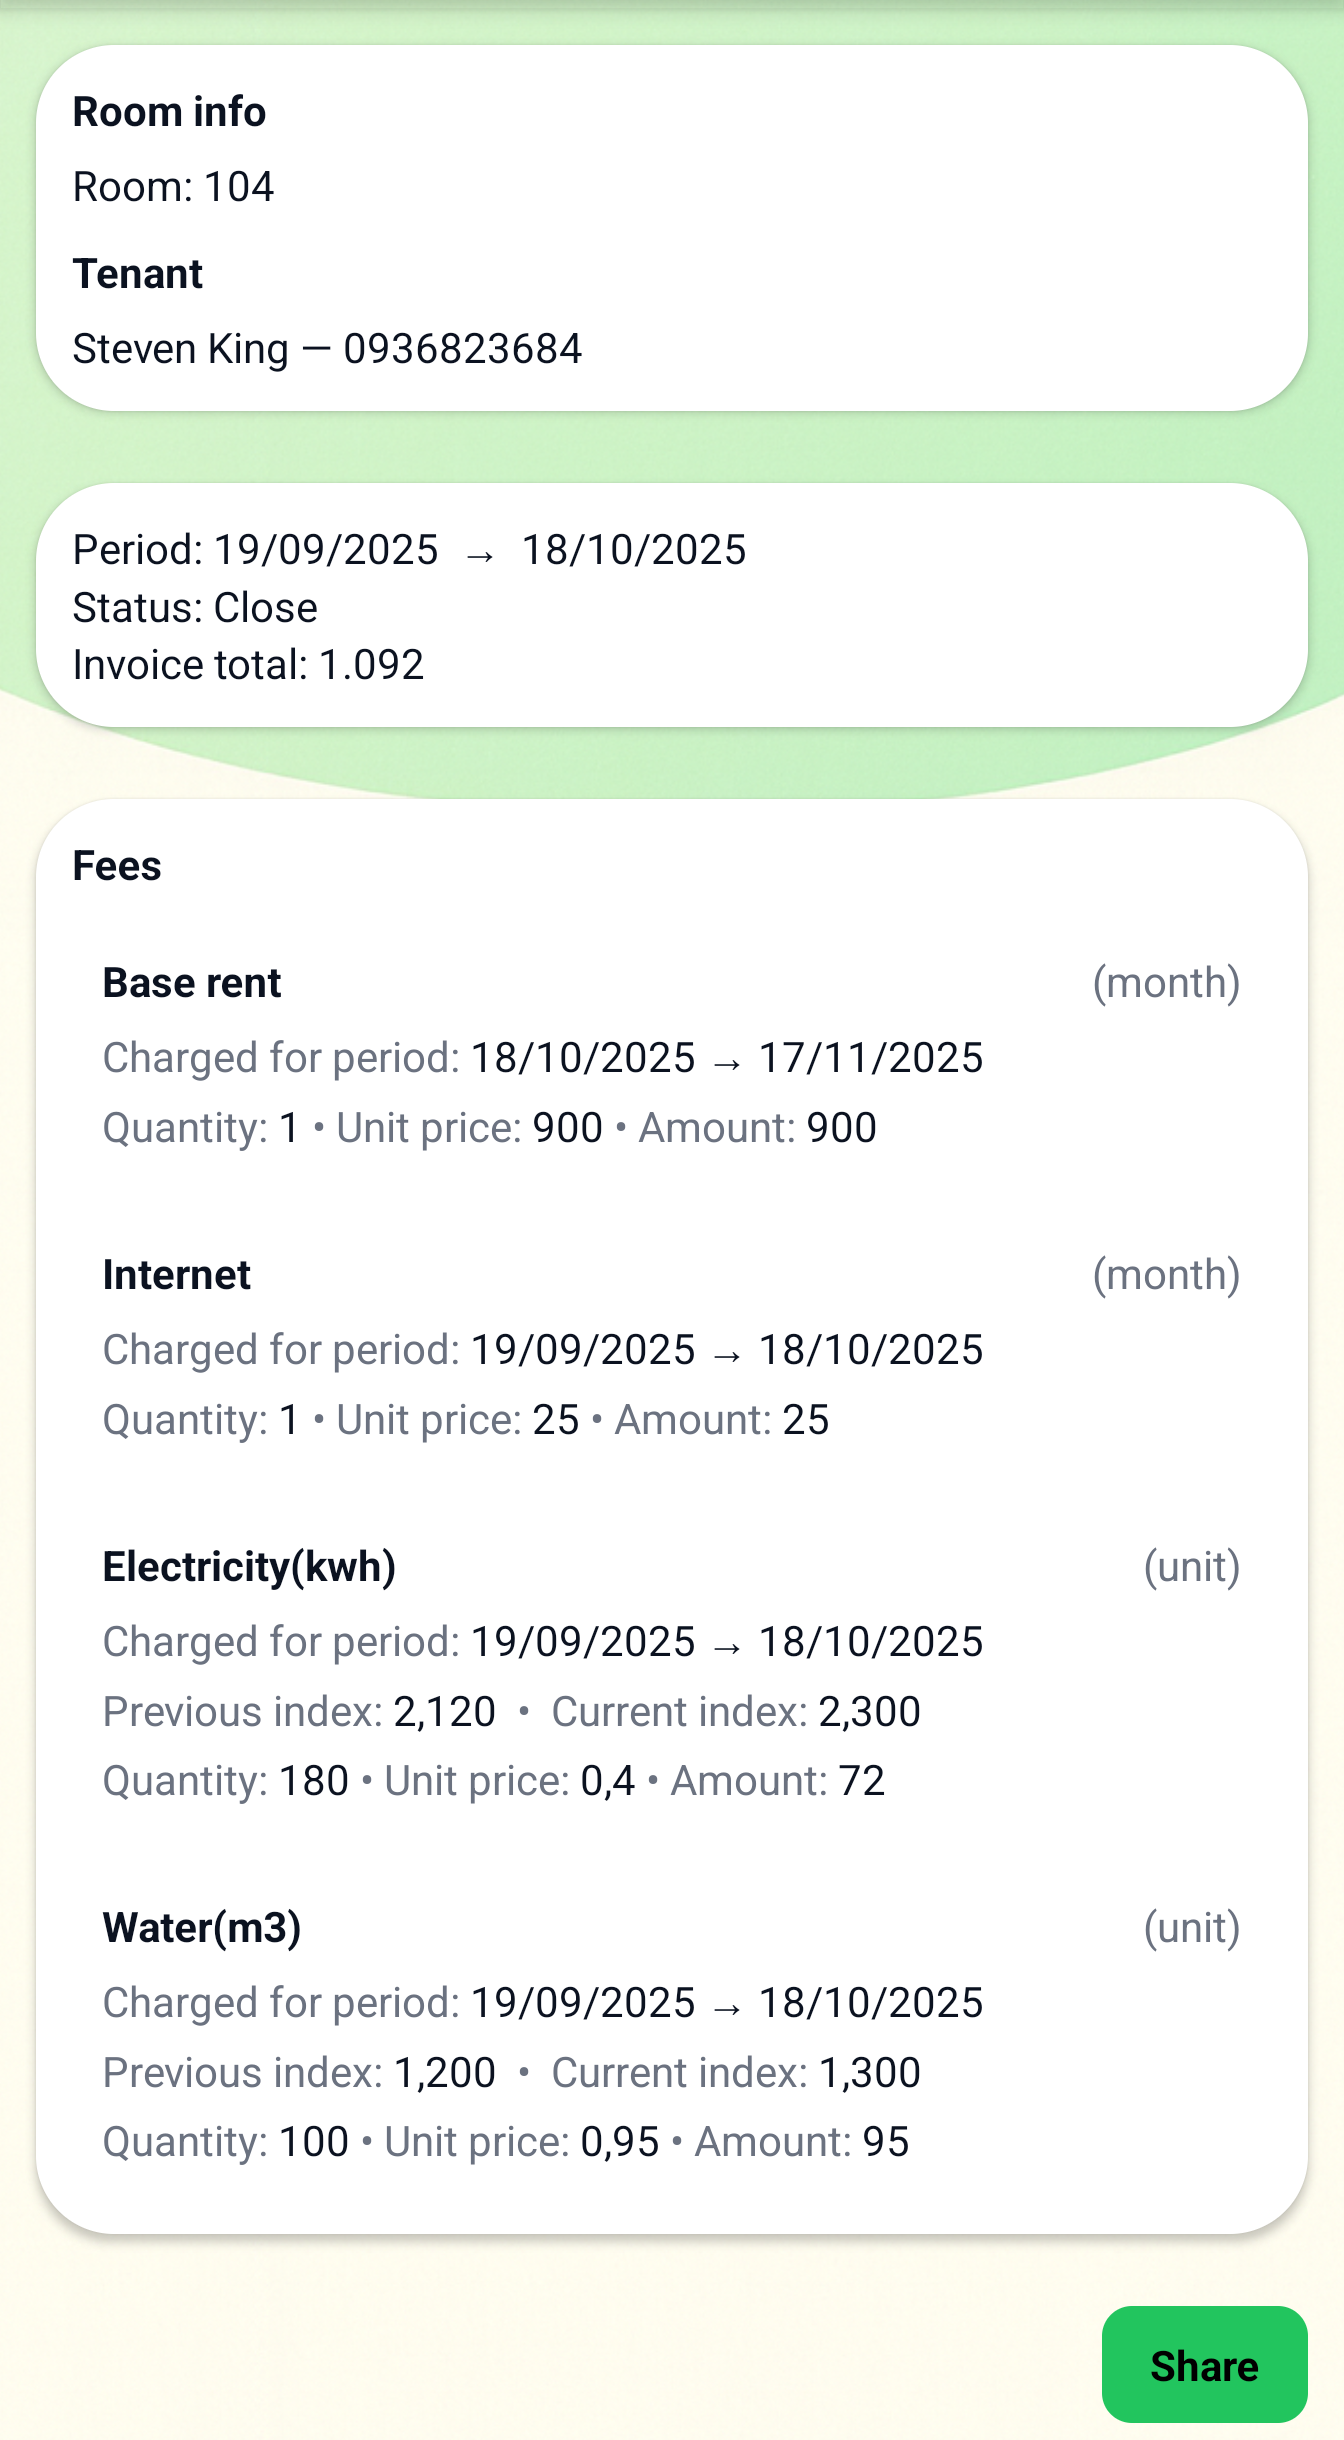 Room info
Room: 104
Tenant
Steven King — 0936823684
Period: 19/09/2025 → 18/10/2025
Status: Close
Invoice total: 1.092
Fees
Base rent (month)
Charged for period: 18/10/2025 → 17/11/2025
Quantity: 1 • Unit price: 900 • Amount: 900
Internet (month)
Charged for period: 19/09/2025 → 18/10/2025
Quantity: 1 • Unit price: 25 • Amount: 25
Electricity(kwh) (unit)
Charged for period: 19/09/2025 → 18/10/2025
Previous index: 2,120 • Current index: 2,300
Quantity: 180 • Unit price: 0,4 • Amount: 72
Water(m3) (unit)
Charged for period: 19/09/2025 → 18/10/2025
Previous index: 1,200 • Current index: 1,300
Quantity: 100 • Unit price: 0,95 • Amount: 95
Share